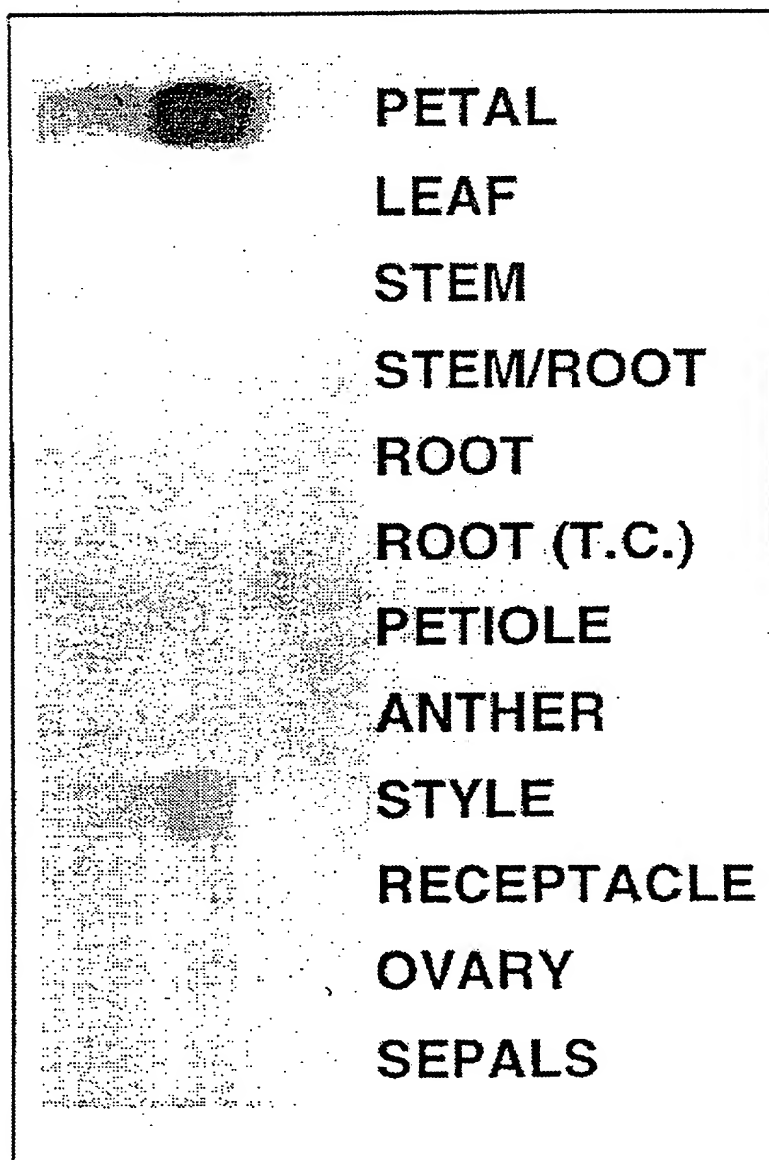 PETAL
LEAF
STEM
STEM/ROOT
ROOT
ROOT (T.C.)
PETIOLE
ANTHER
STYLE
RECEPTACLE
OVARY
SEPALS